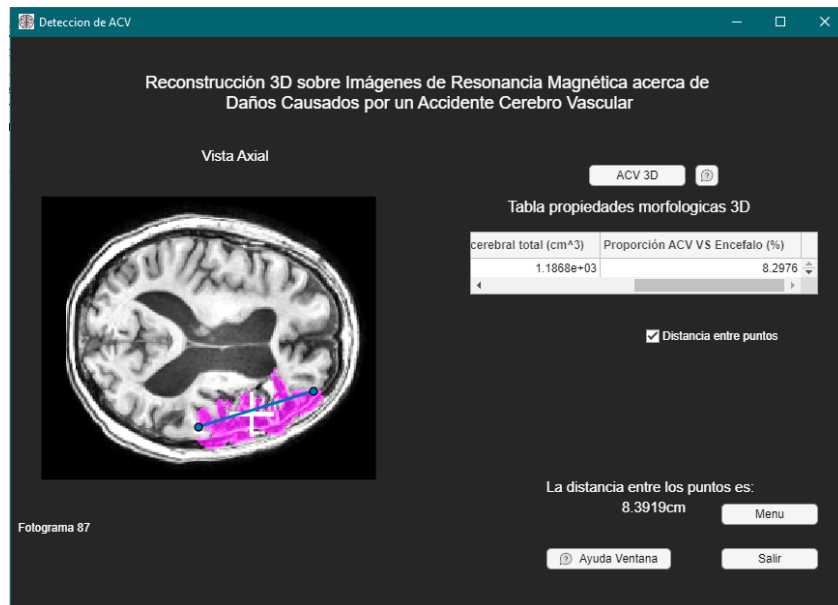 Deteccion de ACV
Reconstrucción 3D sobre Imágenes de Resonancia Magnética acerca de
Daños Causados por un Accidente Cerebro Vascular
Vista Axial
ACV 3D
Tabla propiedades morfologicas 3D
cerebral total (cm^3) Proporción ACV VS Encefalo (%)
1.1868e+03 8.2976
Distancia entre puntos
La distancia entre los puntos es:
8.3919cm
Menu
Fotograma 87
Ayuda Ventana
Salir